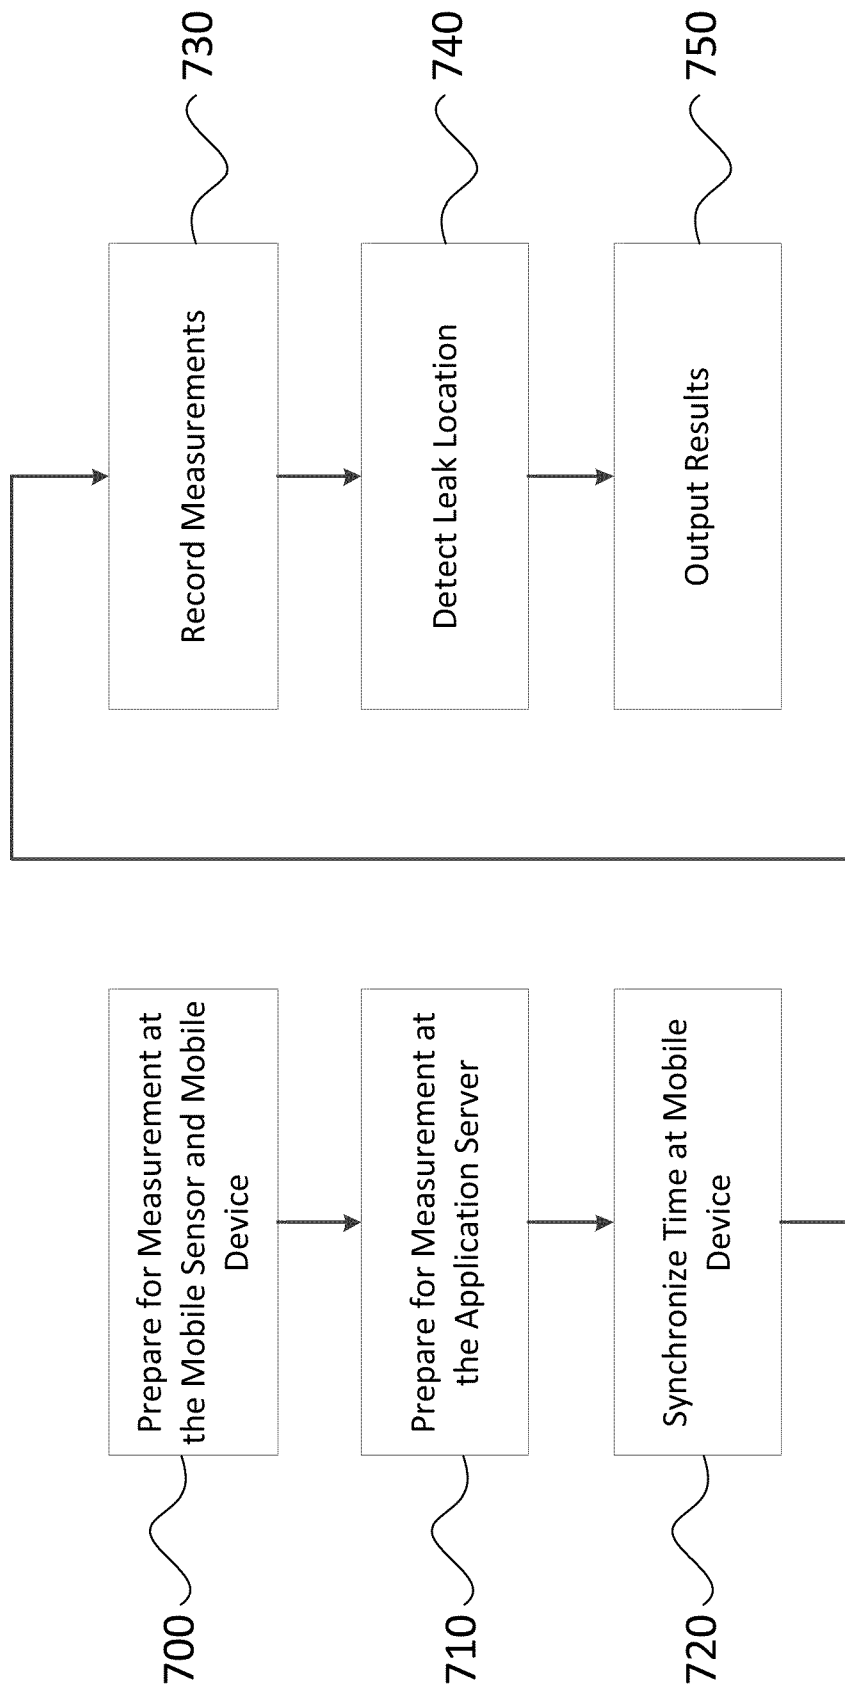 700
Prepare for Measurement at
the Mobile Sensor and Mobile
Device
710
Prepare for Measurement at
the Application Server
720
Synchronize Time at Mobile
Device
730
Record Measurements
740
Detect Leak Location
750
Output Results